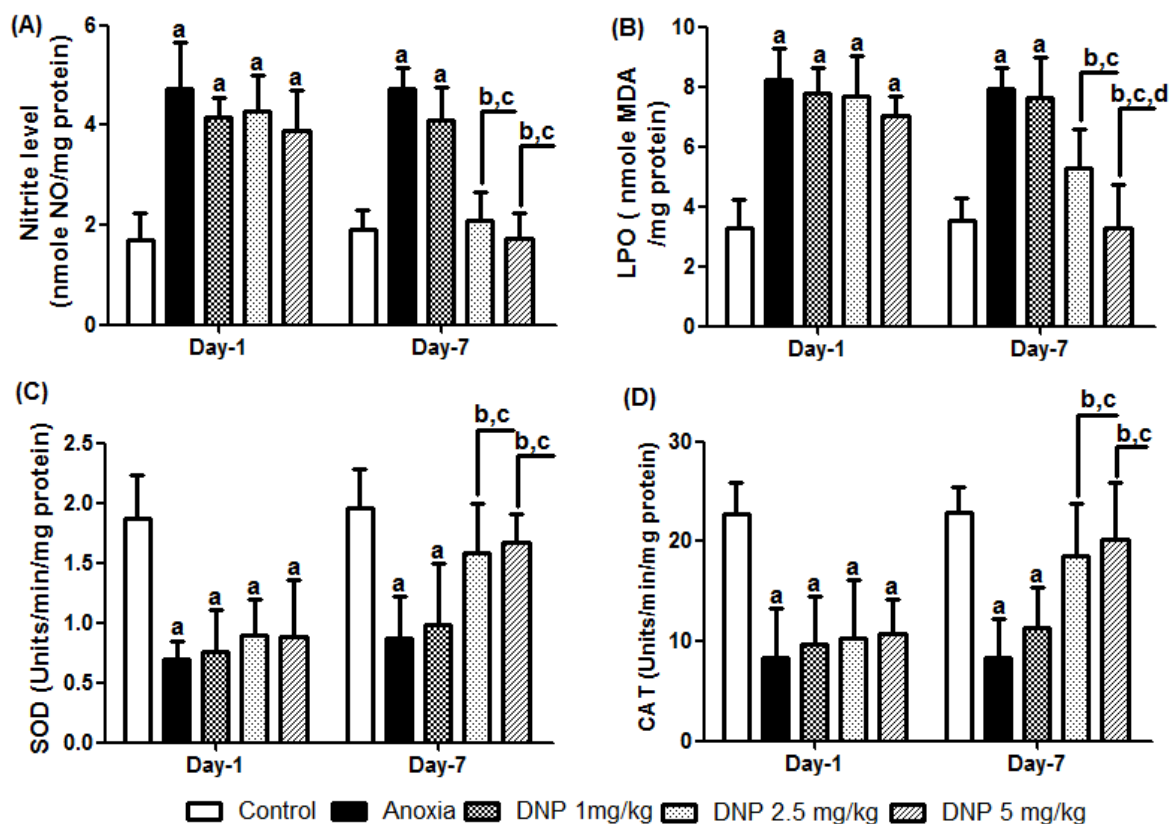 (A)
Nitrite level
(nmole NO/mg protein)
6
4
2
0
a
a
a
a
a
a
a
b,c
b,c
Day-1
Day-7
(B)
LPO ( nmole MDA
/mg protein)
10
8
6
4
2
0
a
a
a
a
a
a
b,c
b,c,d
Day-1
Day-7
(C)
SOD (Units/min/mg protein)
2.5
2.0
1.5
1.0
0.5
0.0
a
a
a
a
a
a
b,c
b,c
Day-1
Day-7
(D)
CAT (Units/min/mg protein)
30
20
10
0
a
a
a
a
a
a
b,c
b,c
Day-1
Day-7
Control
Anoxia
DNP 1mg/kg
DNP 2.5 mg/kg
DNP 5 mg/kg